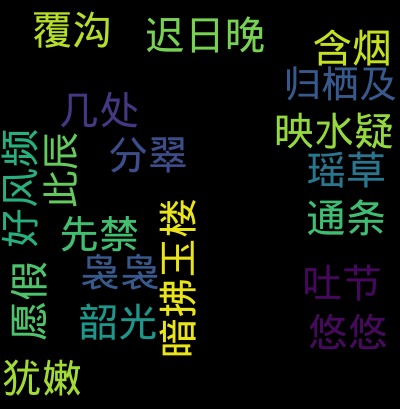 覆沟
迟日晚
含烟
归栖及
几处
映水疑
分翠
瑶草
好风频
此辰
通条
先禁
暗拂玉楼
袅袅
吐节
愿假
韶光
悠悠
犹嫩